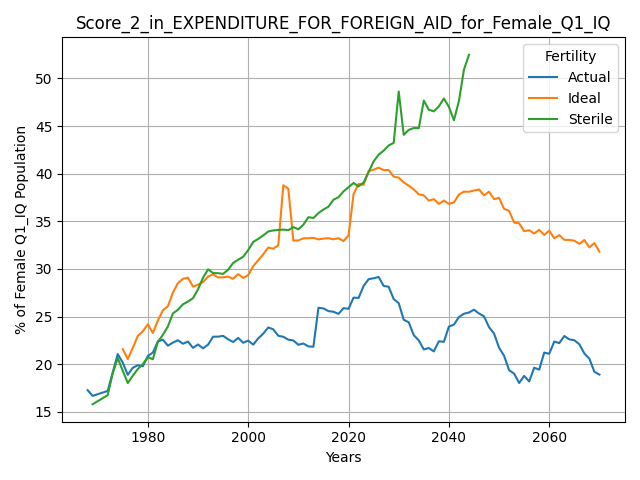 Score_2_in_EXPENDITURE_FOR_FOREIGN_AID_for_Female_Q1_IQ
Fertility
Actual
Ideal
Sterile
% of Female Q1_IQ Population
50
45
40
35
30
25
20
15
1980
2000
2020
2040
2060
Years